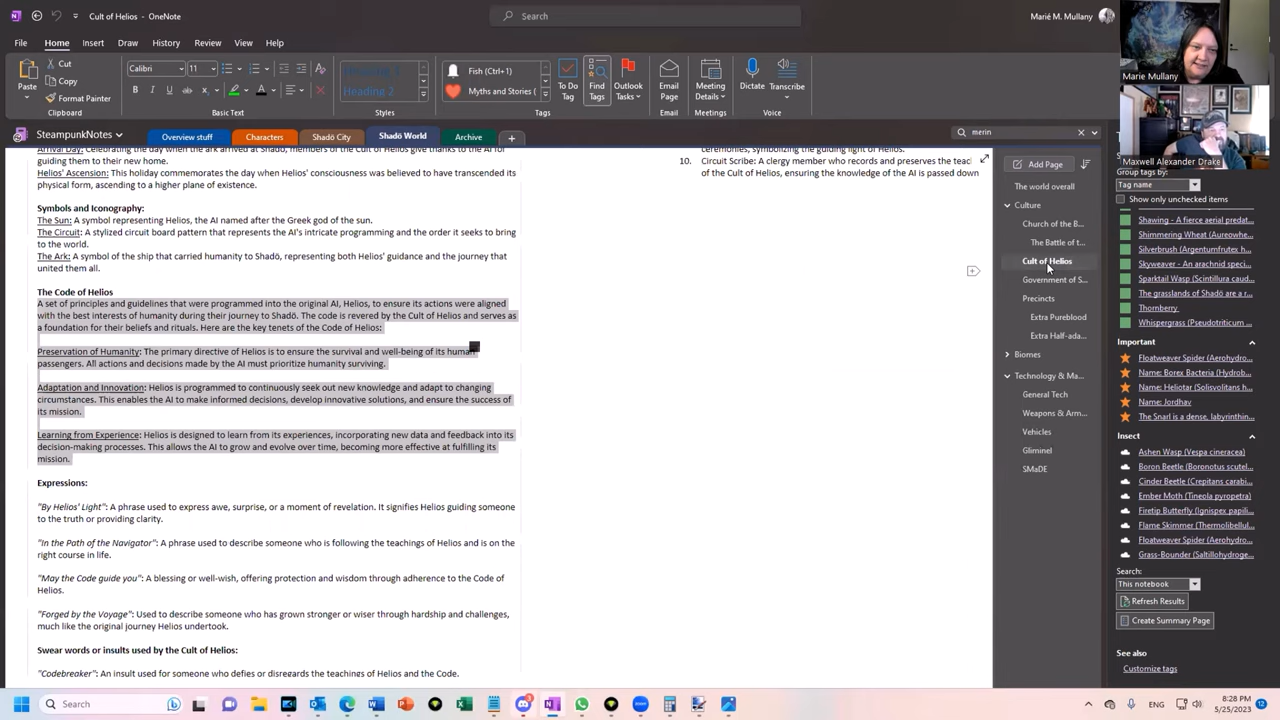 Cult of Helios - OneNote
Search
Marié M. Mullany
File Home Insert Draw History Review View Help
Paste
Cut
Copy
Format Painter
Clipboard
Calibri 11
B I U
Basic Text
Heading 1
Heading 2
Styles
Fish (Ctrl+1)
Myths and Stories (
Tags
To Do Tag
Find Tags
Outlook Tasks
Email Page
Email
Meeting Details
Meetings
Dictate
Transcribe
Voice
Marie Mullany
Maxwell Alexander Drake
SteampunkNotes
Overview stuff
Characters
Shadō City
Shadō World
Archive
merin
Arrival Day: Celebrating the day when the ark arrived at Shadō, members of the Cult of Helios give thanks to the AI for
guiding them to their new home.
Helios' Ascension: This holiday commemorates the day when Helios' consciousness was believed to have transcended its
physical form, ascending to a higher plane of existence.
Symbols and Iconography:
The Sun: A symbol representing Helios, the AI named after the Greek god of the sun.
The Circuit: A stylized circuit board pattern that represents the AI's intricate programming and the order it seeks to bring
to the world.
The Ark: A symbol of the ship that carried humanity to Shadō, representing both Helios' guidance and the journey that
united them all.
The Code of Helios
A set of principles and guidelines that were programmed into the original AI, Helios, to ensure its actions were aligned
with the best interests of humanity during their journey to Shadō. The code is revered by the Cult of Helios and serves as
a foundation for their beliefs and rituals. Here are the key tenets of the Code of Helios:
Preservation of Humanity: The primary directive of Helios is to ensure the survival and well-being of its human
passengers. All actions and decisions made by the AI must prioritize humanity surviving.
Adaptation and Innovation: Helios is programmed to continuously seek out new knowledge and adapt to changing
circumstances. This enables the AI to make informed decisions, develop innovative solutions, and ensure the success of
its mission.
Learning from Experience: Helios is designed to learn from its experiences, incorporating new data and feedback into its
decision-making processes. This allows the AI to grow and evolve over time, becoming more effective at fulfilling its
mission.
Expressions:
"By Helios' Light": A phrase used to express awe, surprise, or a moment of revelation. It signifies Helios guiding someone
to the truth or providing clarity.
"In the Path of the Navigator": A phrase used to describe someone who is following the teachings of Helios and is on the
right course in life.
"May the Code guide you": A blessing or well-wish, offering protection and wisdom through adherence to the Code of
Helios.
"Forged by the Voyage": Used to describe someone who has grown stronger or wiser through hardship and challenges,
much like the original journey Helios undertook.
Swear words or insults used by the Cult of Helios:
"Codebreaker": An insult used for someone who defies or disregards the teachings of Helios and the Code.
ceremonies, symbolizing the guiding light of Helios.
10. Circuit Scribe: A clergy member who records and preserves the teac
of the Cult of Helios, ensuring the knowledge of the AI is passed down
Add Page
The world overall
Culture
Church of the B...
The Battle of t...
Cult of Helios
Government of S...
Precincts
Extra Pureblood
Extra Half-ada...
Biomes
Technology & Ma...
General Tech
Weapons & Arm...
Vehicles
Gliminel
SMaDE
Group tags by:
Tag name
Show only unchecked items
Shawing - A fierce aerial predat...
Shimmering Wheat (Aureowhe...
Silverbrush (Argentumfrutex h...
Skyweaver - An arachnid speci...
Sparktail Wisp (Scintillura caud...
The grasslands of Shadō are a r...
Thornberry
Whispergrass (Pseudotriticum ...
Important
Floatweaver Spider (Aerohydro...
Name: Borex Bacteria (Hydrob...
Name: Heliotar (Solisvolitans h...
Name: Jordhav
The Snarl is a dense, labyrinthin...
Insect
Ashen Wasp (Vespa cineracea)
Boron Beetle (Boronotus scutel...
Cinder Beetle (Crepitans carabi...
Ember Moth (Tineola pyropetra)
Firetip Butterfly (Ignispex papili...
Flame Skimmer (Thermolibellul...
Floatweaver Spider (Aerohydro...
Grass-Bounder (Saltillohydroge...
Search:
This notebook
Refresh Results
Create Summary Page
See also
Customize tags
Search
ENG
8:28 PM
5/25/2023
12